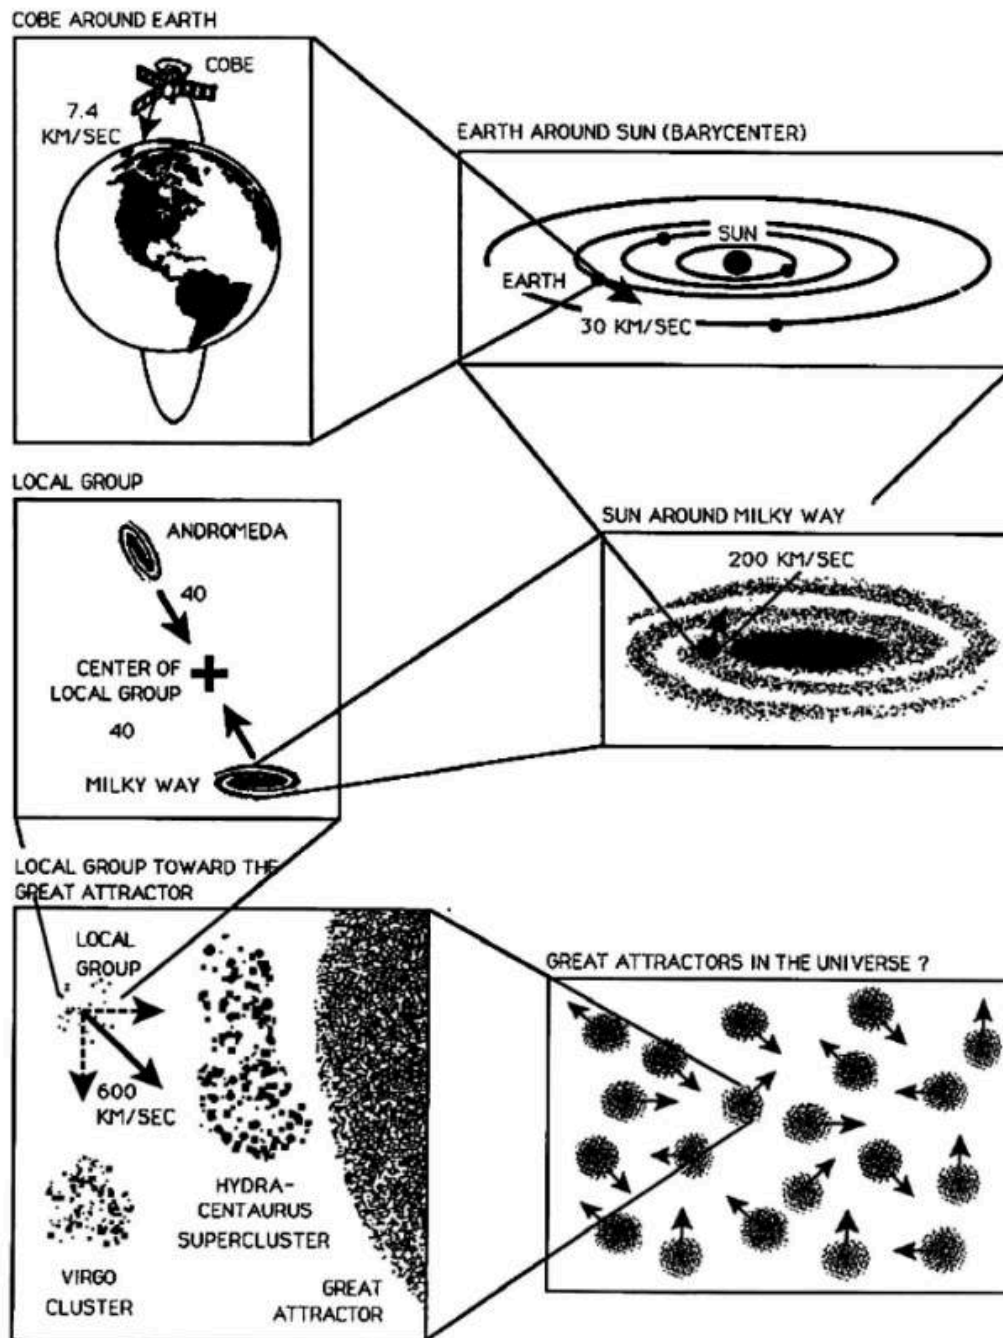 COBE AROUND EARTH
COBE
7.4
KM/SEC
EARTH AROUND SUN (BARYCENTER)
SUN
EARTH
30 KM/SEC
LOCAL GROUP
ANDROMEDA
40
CENTER OF
LOCAL GROUP
40
MILKY WAY
SUN AROUND MILKY WAY
200 KM/SEC
LOCAL GROUP TOWARD THE
GREAT ATTRACTOR
LOCAL
GROUP
600
KM/SEC
HYDRA-
CENTAURUS
SUPERCLUSTER
VIRGO
CLUSTER
GREAT
ATTRACTOR
GREAT ATTRACTORS IN THE UNIVERSE ?